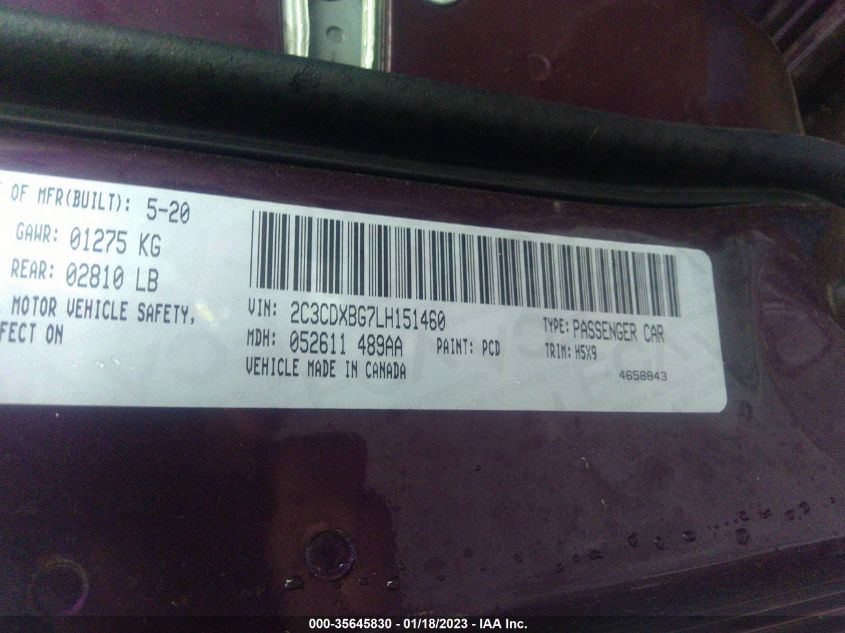 OF MFR(BUILT): 5-20
GAWR: 01275 KG
REAR: 02810 LB
MOTOR VEHICLE SAFETY,
FECT ON
VIN: 2C3CDXBG7LH151460
TYPE: PASSENGER CAR
MDH: 052611 489AA PAINT: PCD
TRIM: H5X9
VEHICLE MADE IN CANADA
4658843
000-35645830 - 01/18/2023 - IAA Inc.